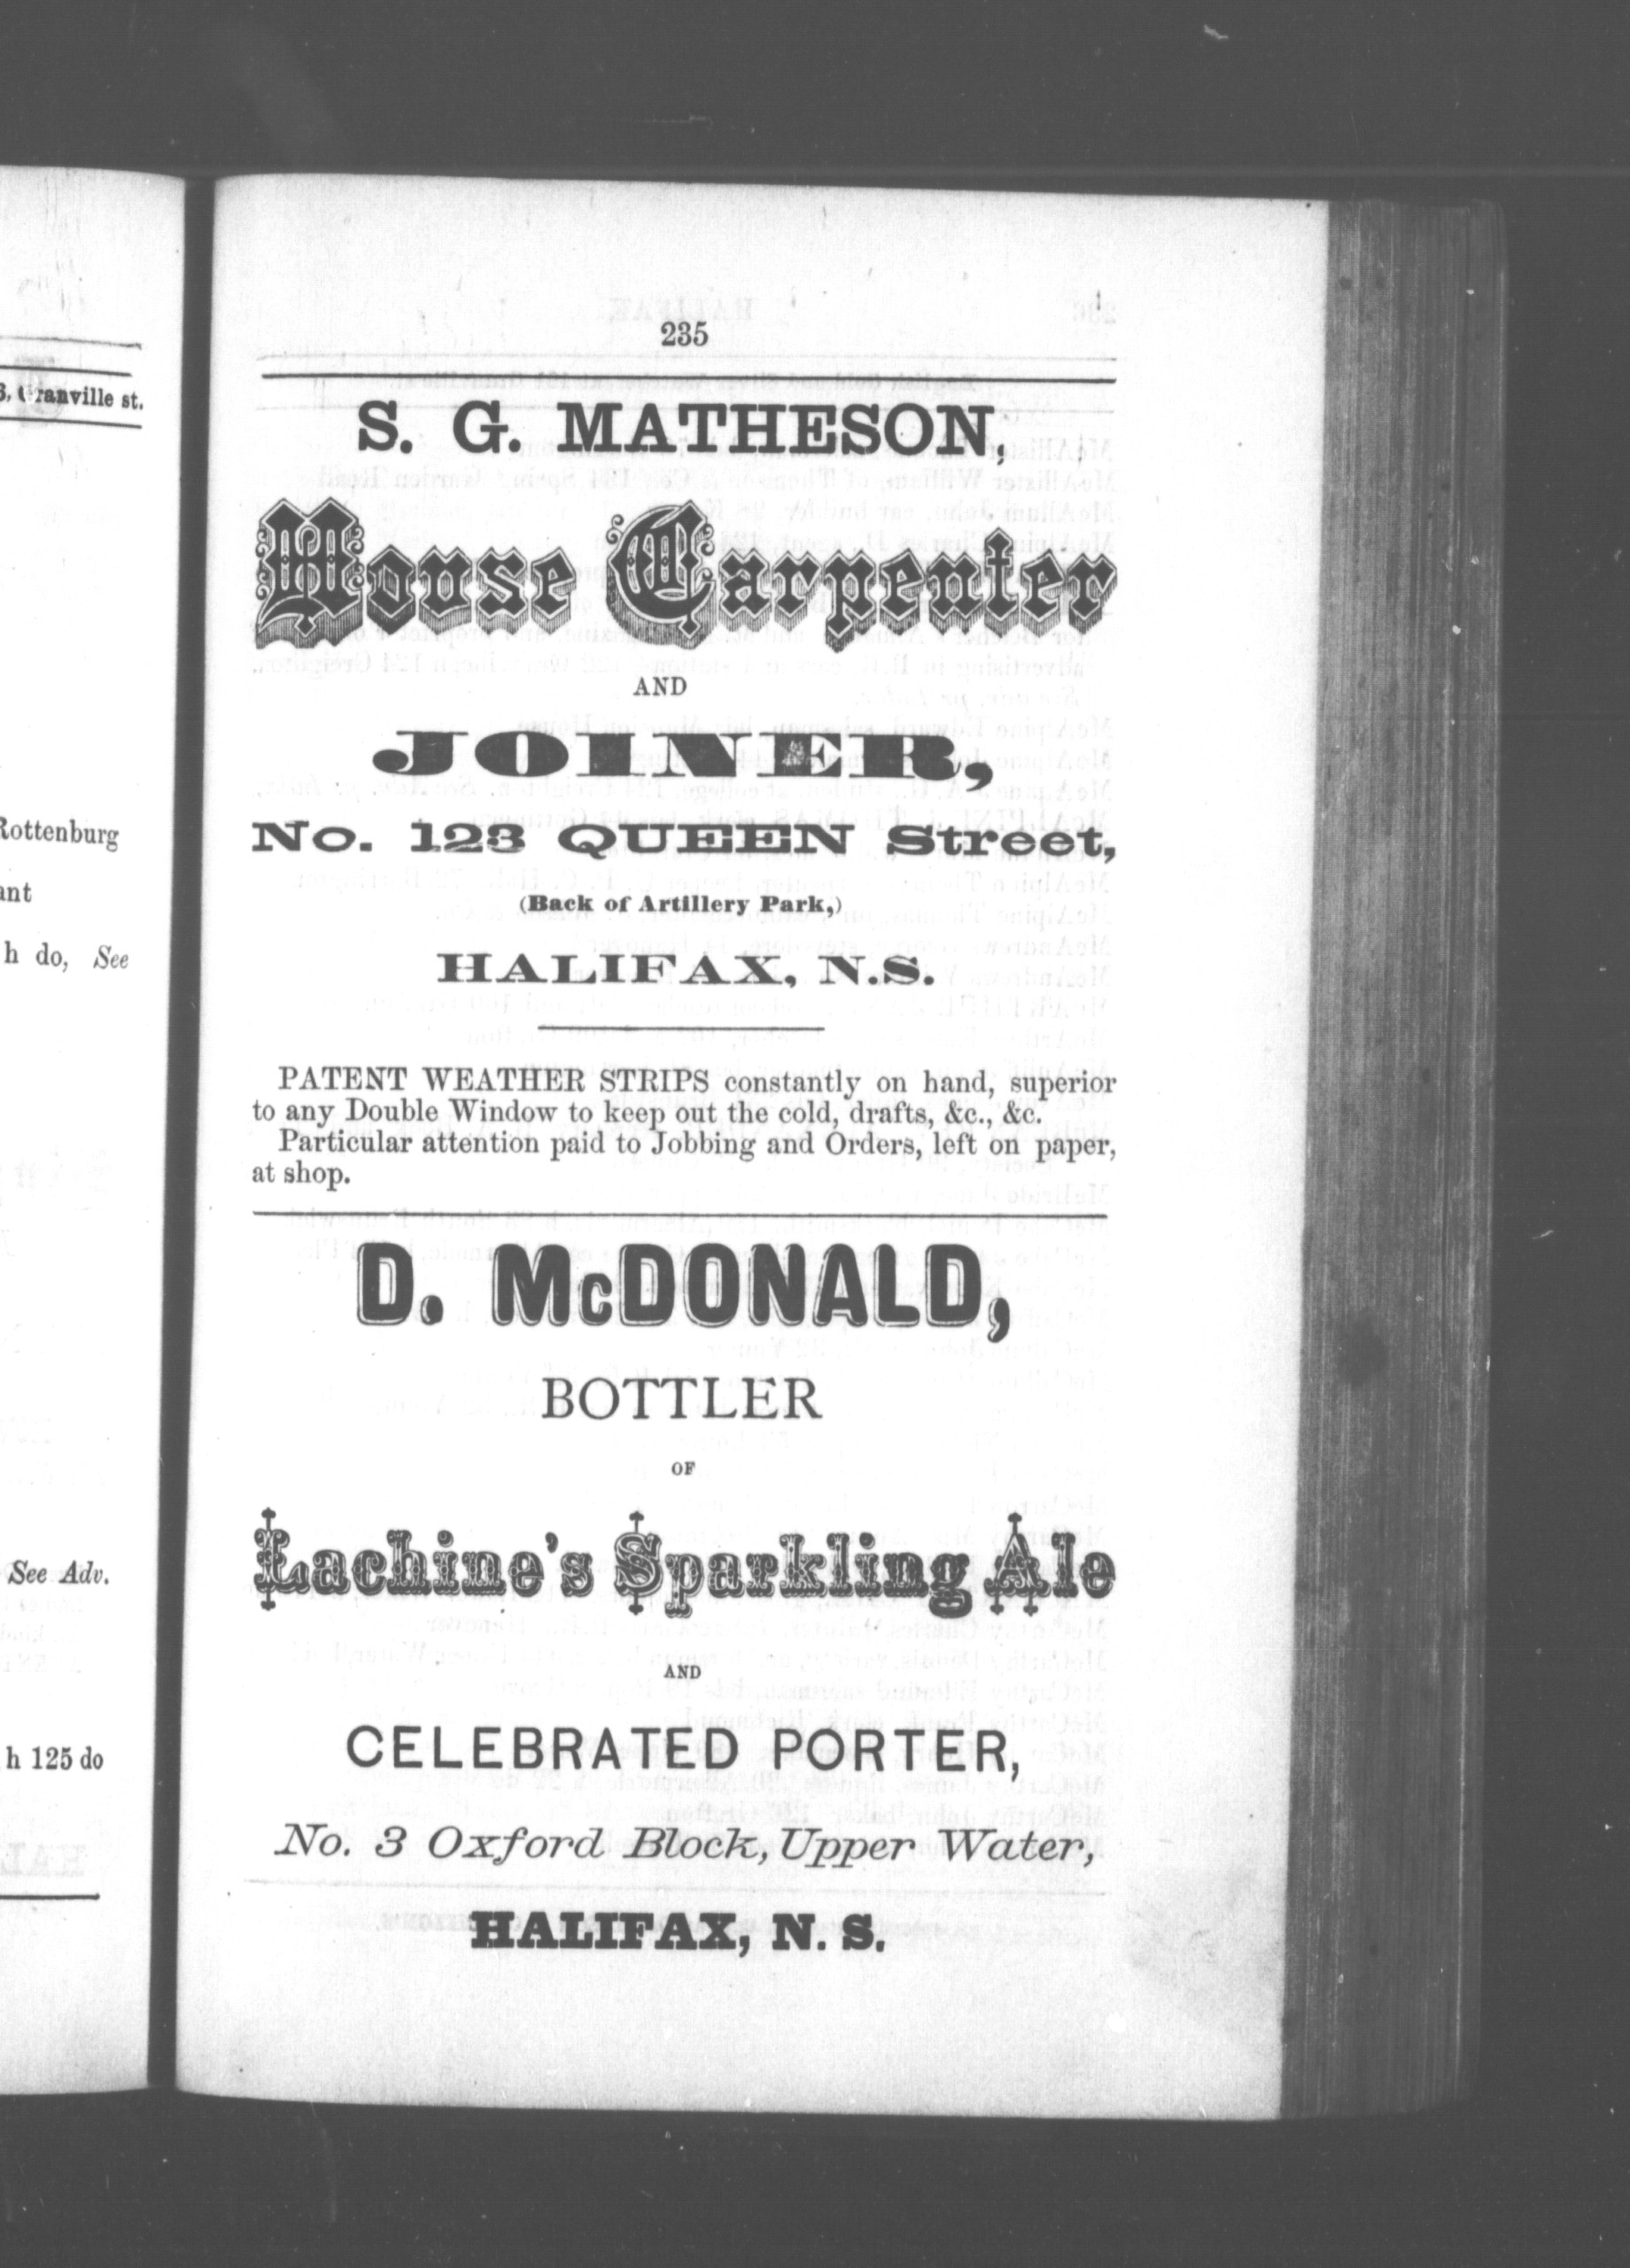 3, Granville st.
Rottenburg
ant
h do, See
See Adv.
h 125 do
235
S. G. MATHESON,
House Carpenter
AND
JOINER,
No. 123 QUEEN Street,
(Back of Artillery Park,)
HALIFAX, N.S.
PATENT WEATHER STRIPS constantly on hand, superior
to any Double Window to keep out the cold, drafts, &c., &c.
Particular attention paid to Jobbing and Orders, left on paper,
at shop.
D. McDONALD,
BOTTLER
OF
Lachine's Sparkling Ale
AND
CELEBRATED PORTER,
No. 3 Oxford Block, Upper Water,
HALIFAX, N. S.